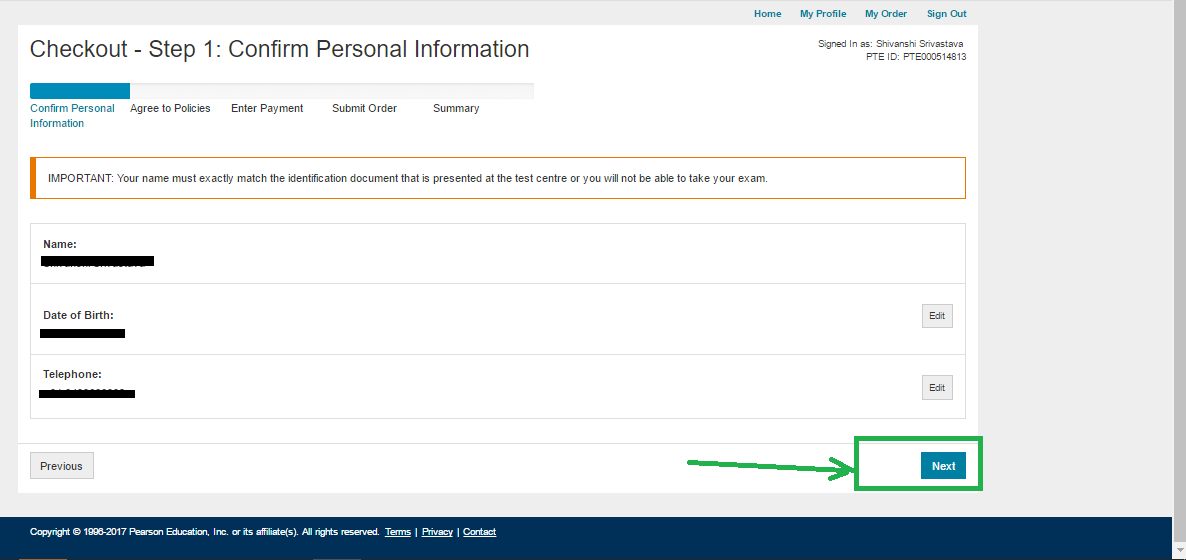 Home My Profile My Order Sign Out
Checkout - Step 1: Confirm Personal Information
Signed In as: Shivanshi Srivastava
PTE ID: PTE000514813
Confirm Personal Information
Agree to Policies
Enter Payment
Submit Order
Summary
IMPORTANT: Your name must exactly match the identification document that is presented at the test centre or you will not be able to take your exam.
Name:
Date of Birth:
Edit
Telephone:
Edit
Previous
Next
Copyright © 1996-2017 Pearson Education, Inc. or its affiliate(s). All rights reserved. Terms | Privacy | Contact